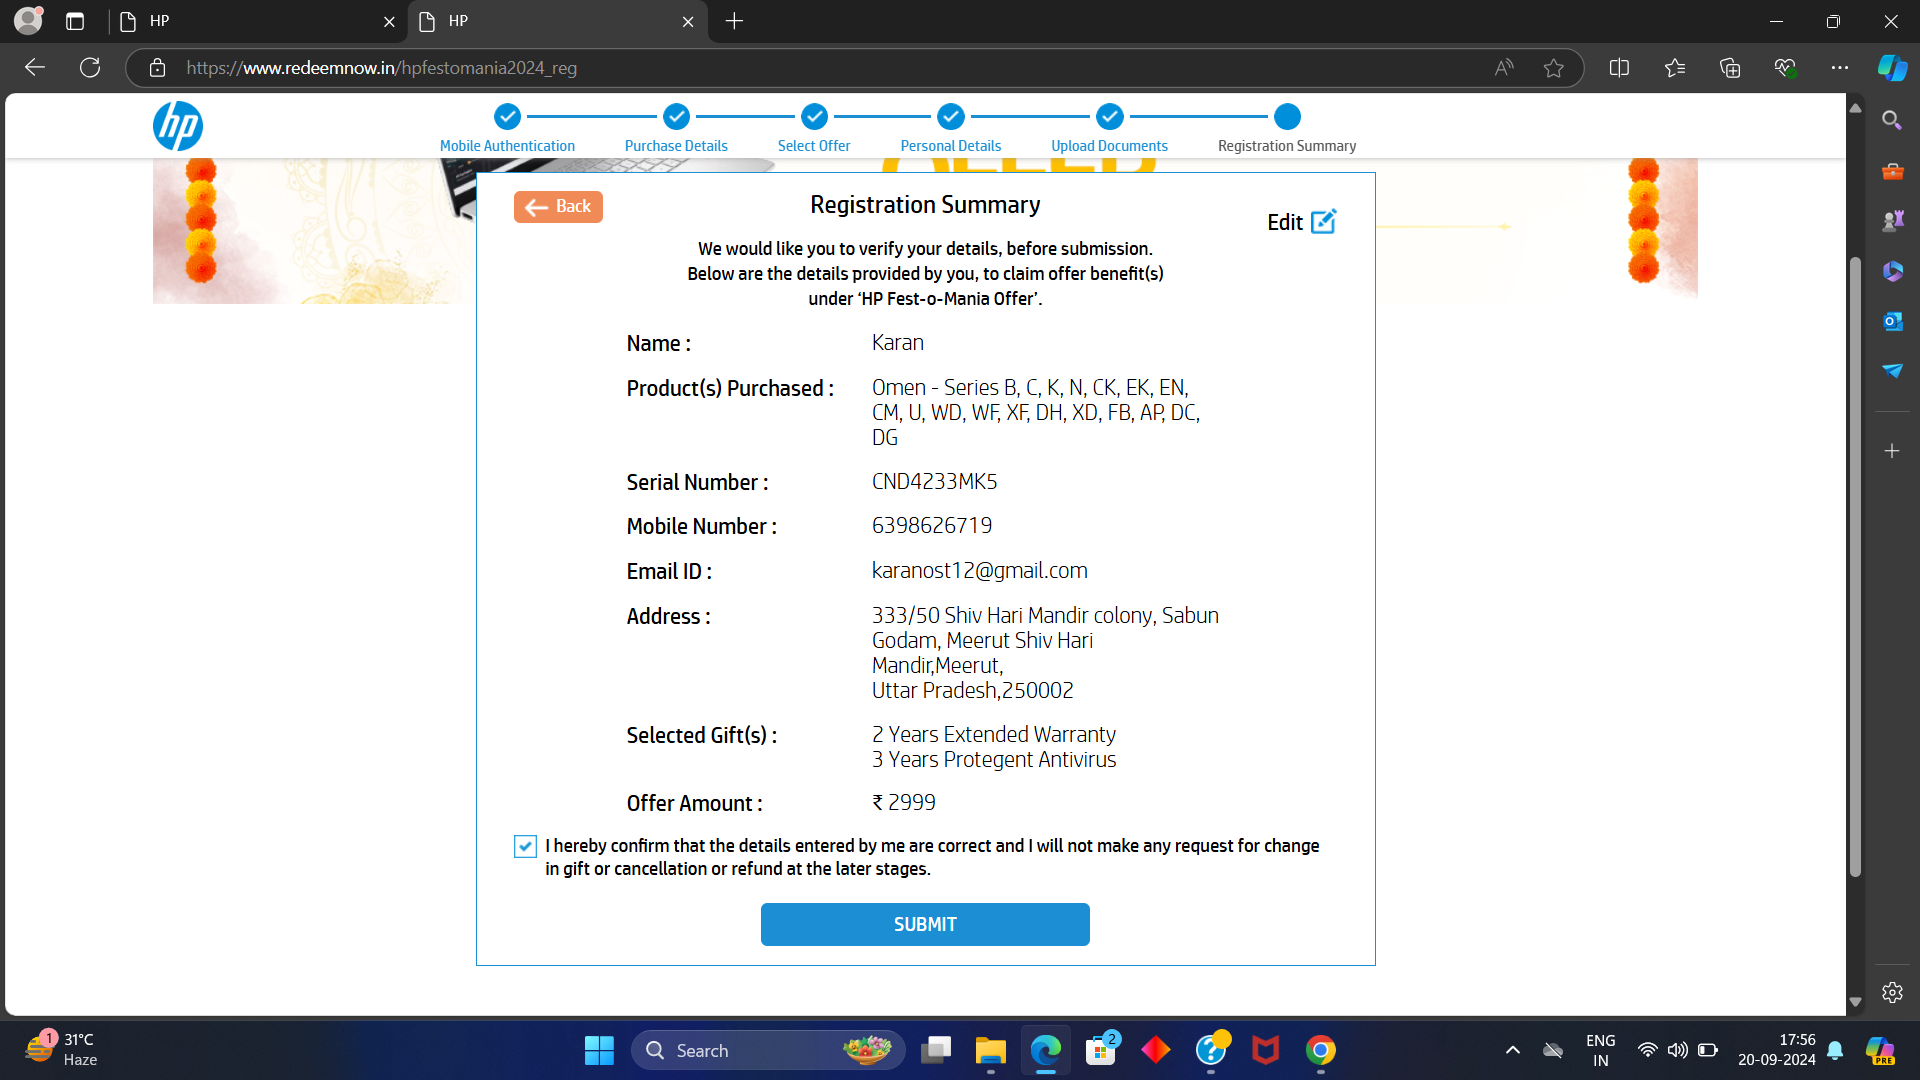 HP
HP
https://www.redeemnow.in/hpfestomania2024_reg
hp
Mobile Authentication
Purchase Details
Select Offer
Personal Details
Upload Documents
Registration Summary
Back
Registration Summary
Edit
We would like you to verify your details, before submission.
Below are the details provided by you, to claim offer benefit(s)
under ‘HP Fest-o-Mania Offer’.
Name : Karan
Product(s) Purchased : Omen - Series B, C, K, N, CK, EK, EN,
CM, U, WD, WF, XF, DH, XD, FB, AP, DC,
DG
Serial Number : CND4233MK5
Mobile Number : 6398626719
Email ID : karanost12@gmail.com
Address : 333/50 Shiv Hari Mandir colony, Sabun
Godam, Meerut Shiv Hari
Mandir,Meerut,
Uttar Pradesh,250002
Selected Gift(s) : 2 Years Extended Warranty
3 Years Protegent Antivirus
Offer Amount : ₹ 2999
I hereby confirm that the details entered by me are correct and I will not make any request for change
in gift or cancellation or refund at the later stages.
SUBMIT
1
31°C
Haze
Search
2
ENG
IN
17:56
20-09-2024
PRE